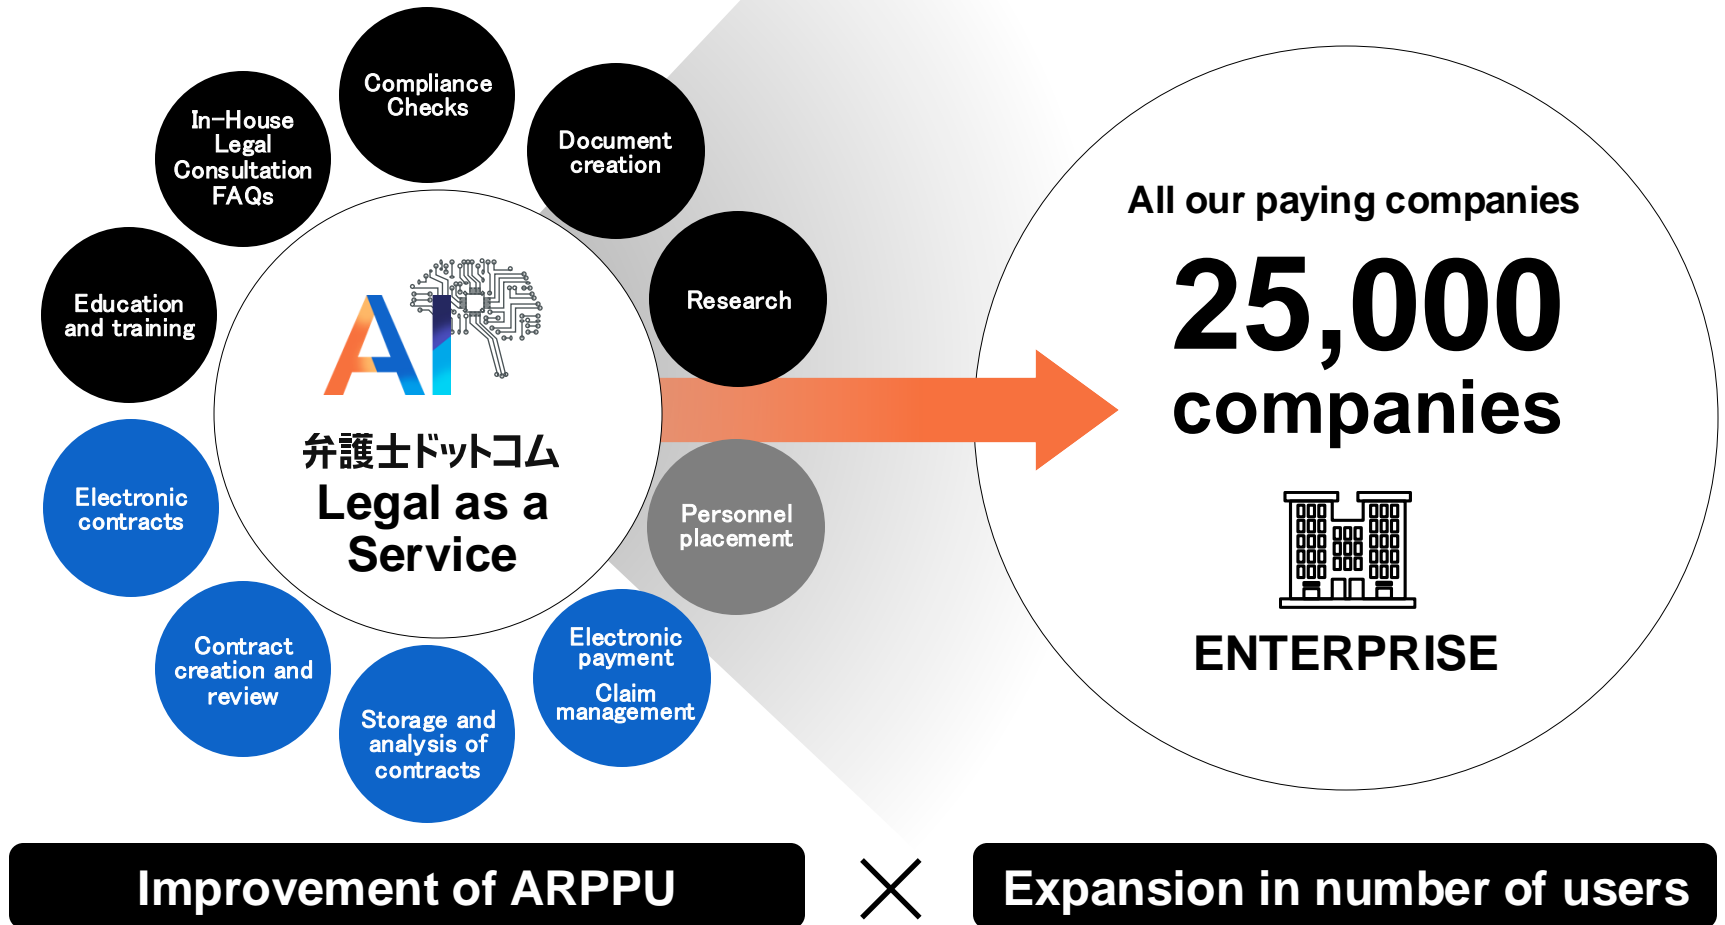 Compliance
Checks
In-House
Legal
Consultation
FAQs
Document
creation
Education
and training
Research
AI
弁護士ドットコム
Legal as a
Service
Electronic
contracts
Personnel
placement
Contract
creation and
review
Electronic
payment
Claim
management
Storage and
analysis of
contracts
All our paying companies
25,000
companies
ENTERPRISE
Improvement of ARPPU
×
Expansion in number of users